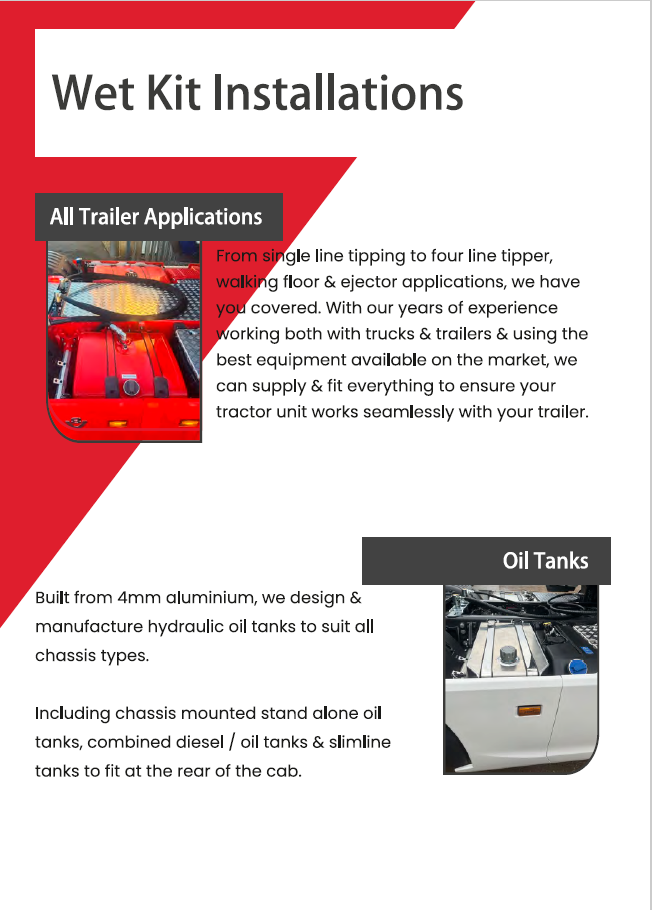 Wet Kit Installations
All Trailer Applications
From single line tipping to four line tipper,
walking floor & ejector applications, we have
you covered. With our years of experience
working both with trucks & trailers & using the
best equipment available on the market, we
can supply & fit everything to ensure your
tractor unit works seamlessly with your trailer.
Oil Tanks
Built from 4mm aluminium, we design &
manufacture hydraulic oil tanks to suit all
chassis types.
Including chassis mounted stand alone oil
tanks, combined diesel / oil tanks & slimline
tanks to fit at the rear of the cab.